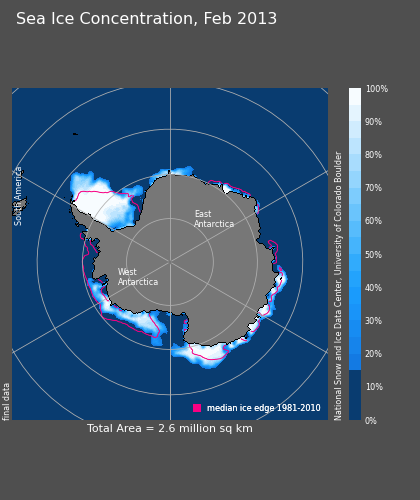 Sea Ice Concentration, Feb 2013
South America
East
Antarctica
West
Antarctica
final data
median ice edge 1981-2010
Total Area = 2.6 million sq km
National Snow and Ice Data Center, University of Colorado Boulder
100%
90%
80%
70%
60%
50%
40%
30%
20%
10%
0%